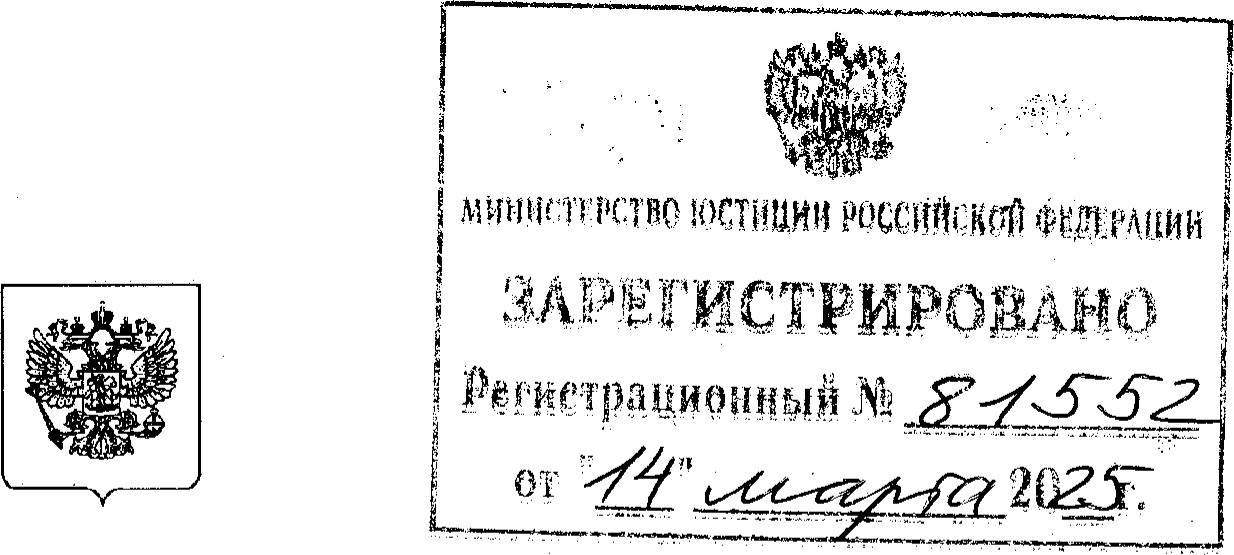 МИНИСТЕРСТВО ЮСТИЦИИ РОССИЙСКОЙ ФЕДЕРАЦИИ
ЗАРЕГИСТРИРОВАНО
Регистрационный № 81552
от "14" марта 2025 г.